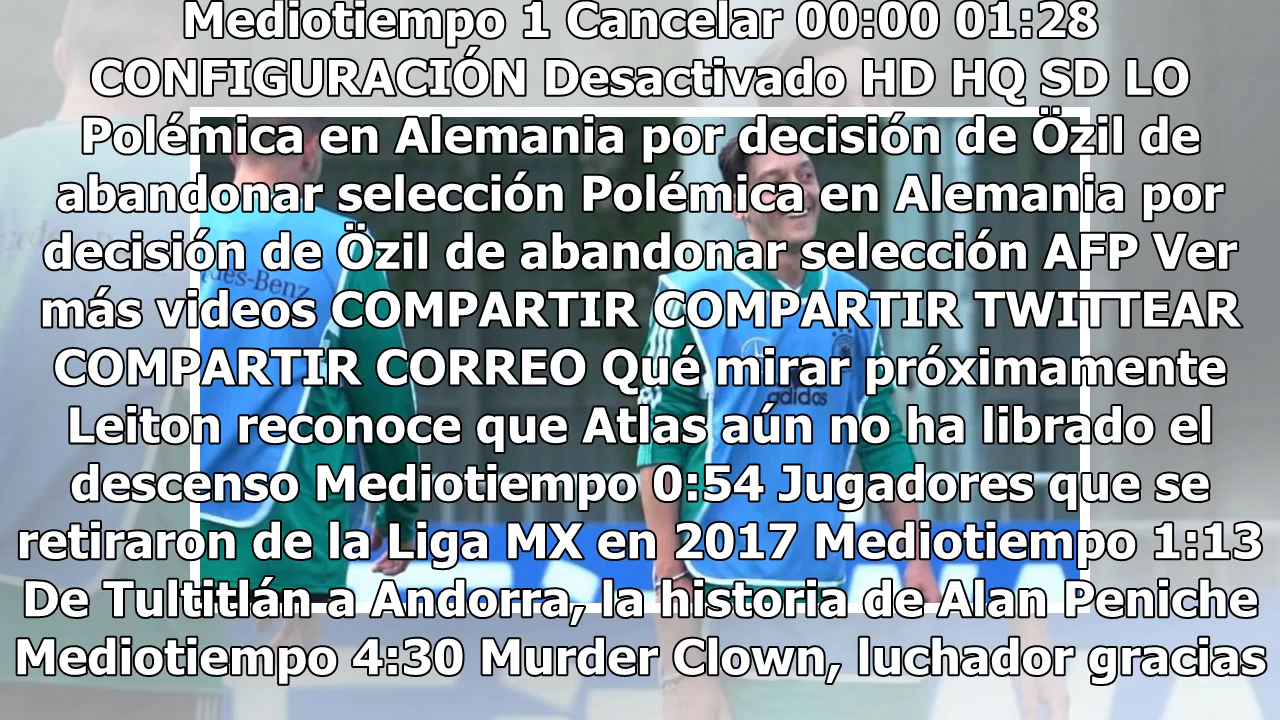 Mediotiempo 1 Cancelar 00:00 01:28
CONFIGURACIÓN Desactivado HD HQ SD LO
Polémica en Alemania por decisión de Özil de
abandonar selección Polémica en Alemania por
decisión de Özil de abandonar selección AFP Ver
más videos COMPARTIR COMPARTIR TWITTEAR
COMPARTIR CORREO Qué mirar próximamente
Leiton reconoce que Atlas aún no ha librado el
descenso Mediotiempo 0:54 Jugadores que se
retiraron de la Liga MX en 2017 Mediotiempo 1:13
De Tultitlán a Andorra, la historia de Alan Peniche
Mediotiempo 4:30 Murder Clown, luchador gracias
des-Benz
adidas